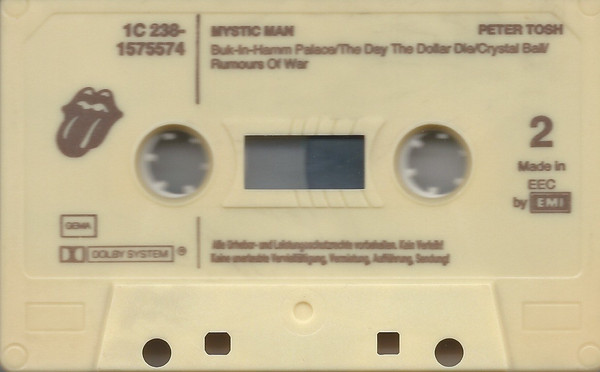 1C 238-
1575574
MYSTIC MAN
PETER TOSH
Buk-In-Hamm Palace/The Day The Dollar Die/Crystal Ball/
Rumours Of War
2
Made in
EEC
by EMI
GEMA
DOLBY SYSTEM
Alle Urheber- und Leistungsschutzrechte vorbehalten. Kein Verleih!
Keine unerlaubte Vervielfältigung, Vermietung, Aufführung, Sendung!